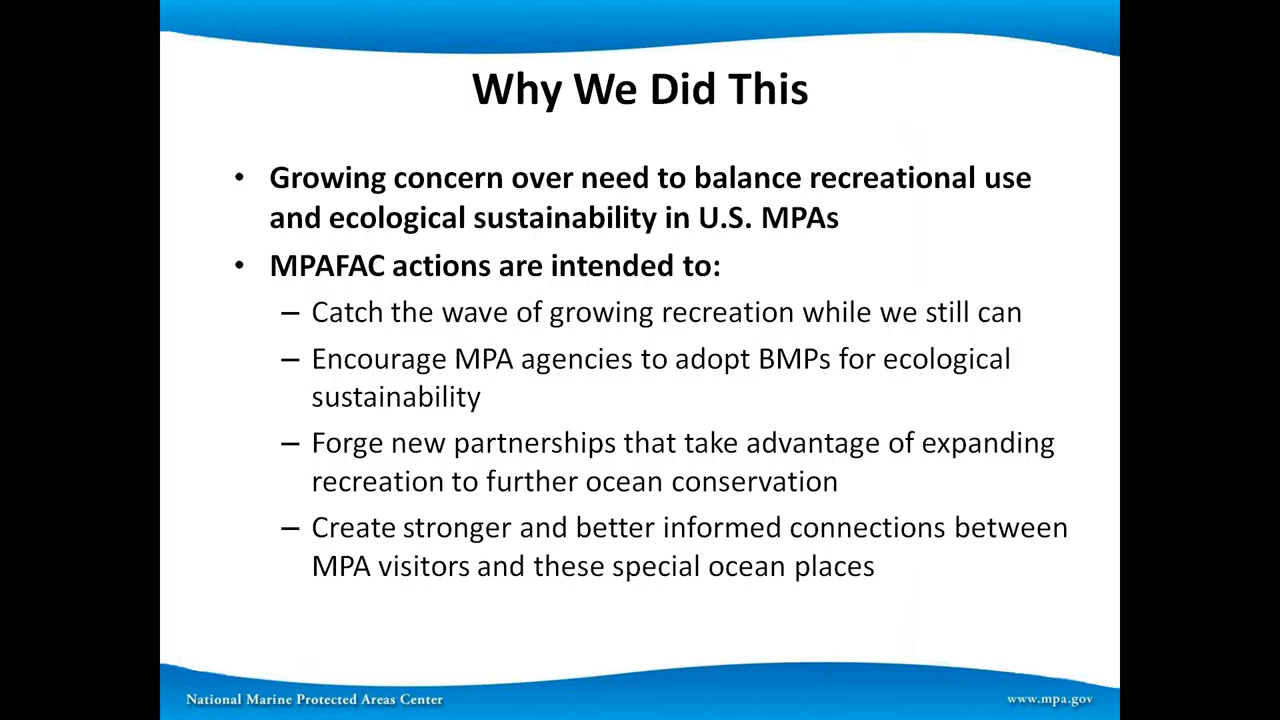 Why We Did This
• Growing concern over need to balance recreational use
and ecological sustainability in U.S. MPAs
• MPAFAC actions are intended to:
– Catch the wave of growing recreation while we still can
– Encourage MPA agencies to adopt BMPs for ecological
sustainability
– Forge new partnerships that take advantage of expanding
recreation to further ocean conservation
– Create stronger and better informed connections between
MPA visitors and these special ocean places
National Marine Protected Areas Center
www.mpa.gov